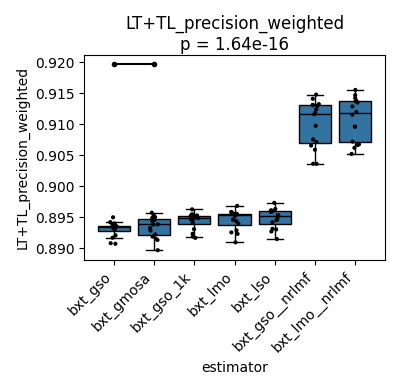 LT+TL_precision_weighted
p = 1.64e-16
LT+TL_precision_weighted
0.920
0.915
0.910
0.905
0.900
0.895
0.890
bxt_gso
bxt_gmosa
bxt_gso_1k
bxt_lmo
bxt_lso
bxt_gso__nrlmf
bxt_lmo__nrlmf
estimator